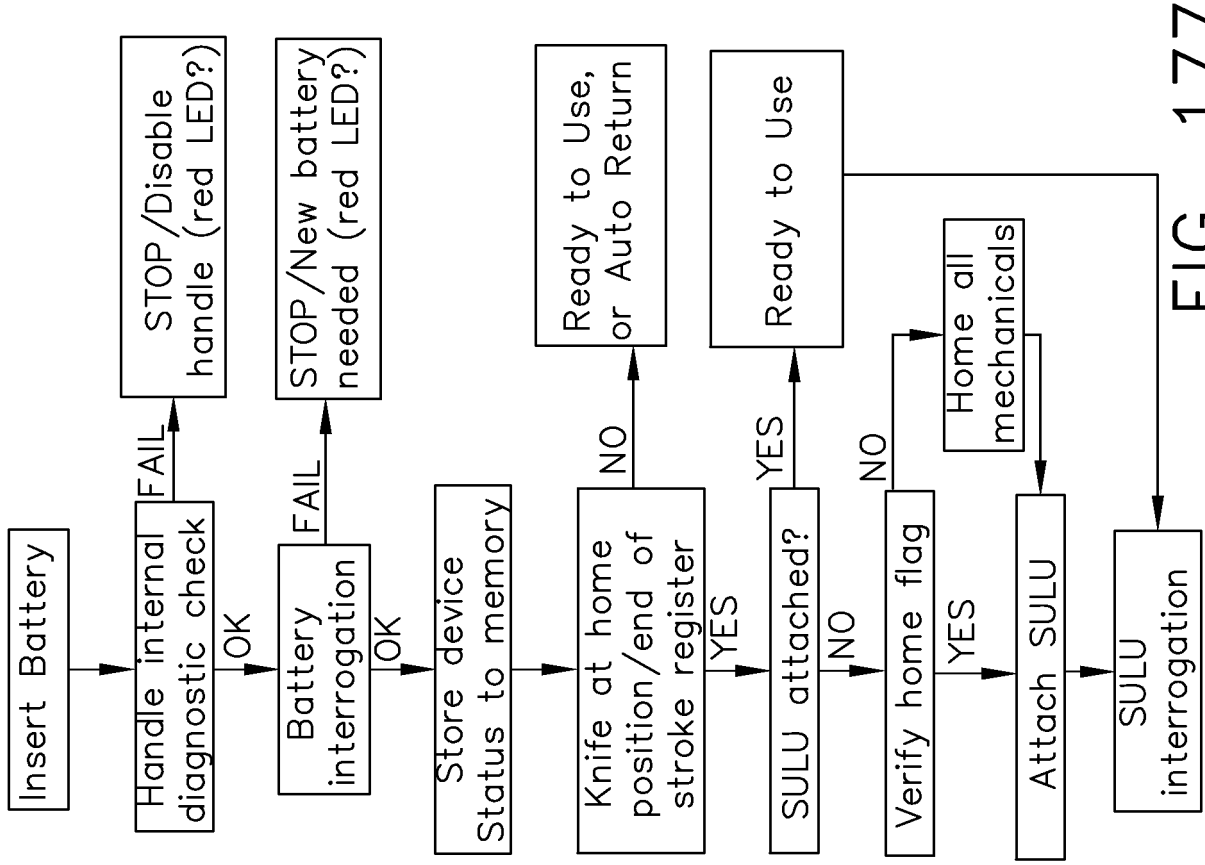 Insert Battery
Handle internal
diagnostic check
FAIL
STOP/Disable
handle (red LED?)
OK
Battery
interrogation
FAIL
STOP/New battery
needed (red LED?)
OK
Store device
Status to memory
Knife at home
position/end of
stroke register
NO
Ready to Use,
or Auto Return
YES
SULU attached?
YES
Ready to Use
NO
Verify home flag
NO
Home all
mechanicals
YES
Attach SULU
SULU
interrogation
FIG 177